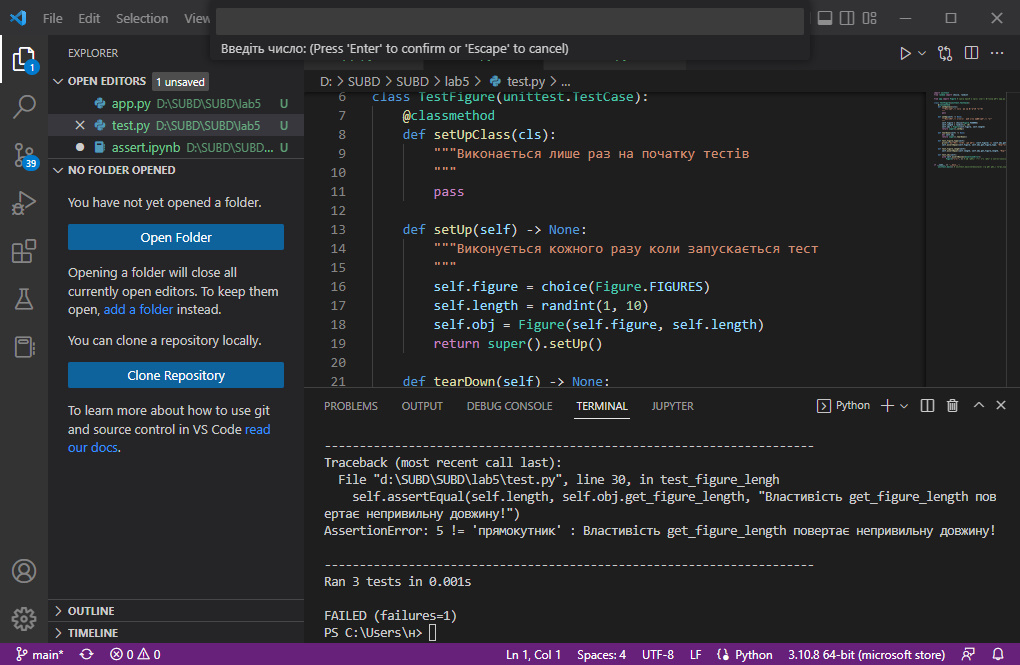 File Edit Selection View
Введіть число: (Press 'Enter' to confirm or 'Escape' to cancel)
EXPLORER
OPEN EDITORS 1 unsaved
app.py D:\SUBD\SUBD\lab5 U
test.py D:\SUBD\SUBD\lab5 U
assert.ipynb D:\SUBD\SUBD... U
NO FOLDER OPENED
You have not yet opened a folder.
Open Folder
Opening a folder will close all
currently open editors. To keep them
open, add a folder instead.
You can clone a repository locally.
Clone Repository
To learn more about how to use git
and source control in VS Code read
our docs.
OUTLINE
TIMELINE
1
39
D: > SUBD > SUBD > lab5 > test.py > ...
6 class TestFigure(unittest.TestCase):
7 @classmethod
8 def setUpClass(cls):
9 """Виконається лише раз на початку тестів
10 """
11 pass
12
13 def setUp(self) -> None:
14 """Виконується кожного разу коли запускається тест
15 """
16 self.figure = choice(Figure.FIGURES)
17 self.length = randint(1, 10)
18 self.obj = Figure(self.figure, self.length)
19 return super().setUp()
20
21 def tearDown(self) -> None:
PROBLEMS OUTPUT DEBUG CONSOLE TERMINAL JUPYTER Python
----------------------------------------------------------------------
Traceback (most recent call last):
File "d:\SUBD\SUBD\lab5\test.py", line 30, in test_figure_lengh
self.assertEqual(self.length, self.obj.get_figure_length, "Властивість get_figure_length пов
ертає неправильну довжину!")
AssertionError: 5 != 'прямокутник' : Властивість get_figure_length повертає неправильну довжину!
----------------------------------------------------------------------
Ran 3 tests in 0.001s
FAILED (failures=1)
PS C:\Users\н>
main* 0 0 Ln 1, Col 1 Spaces: 4 UTF-8 LF Python 3.10.8 64-bit (microsoft store)